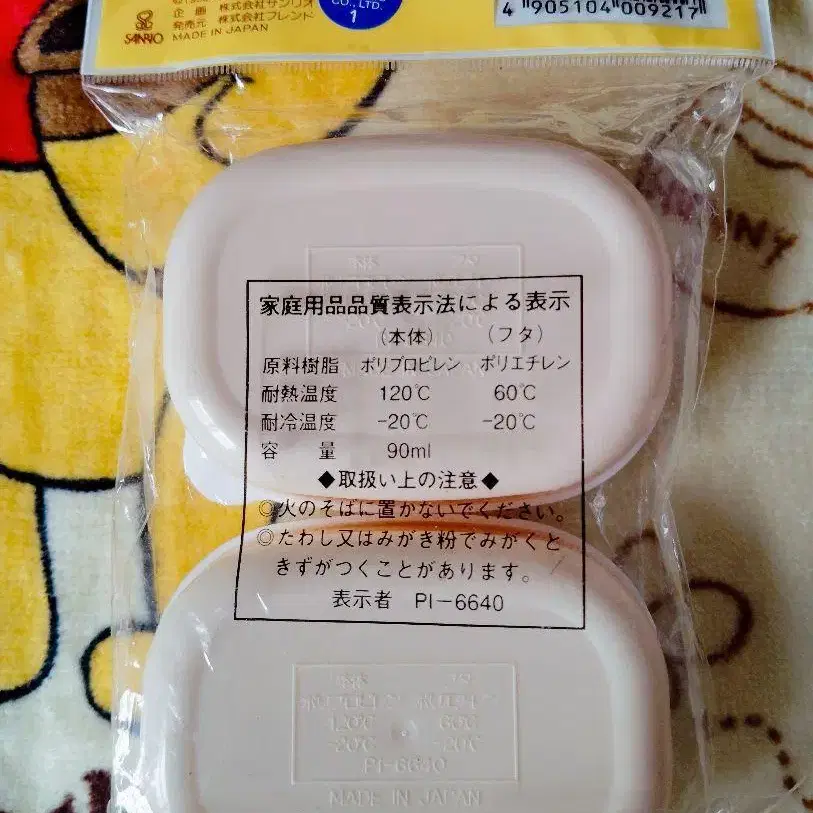 企画 株式会社サンリオ
発売元 株式会社フレンド
SANRIO MADE IN JAPAN
CO., LTD.
1
4 905104 009217
家庭用品品質表示法による表示
(本体) (フタ)
原料樹脂 ポリプロピレン ポリエチレン
耐熱温度 120℃ 60℃
耐冷温度 -20℃ -20℃
容量 90ml
◆取扱い上の注意◆
◎火のそばに置かないでください。
◎たわし又はみがき粉でみがくと
きずがつくことがあります。
表示者 PI-6640
120℃ 60℃
-20℃ -20℃
PI-6640
MADE IN JAPAN